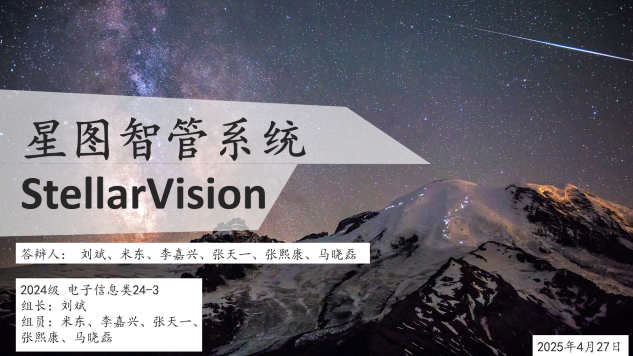 星图智管系统
StellarVision
答辩人： 刘斌、米东、李嘉兴、张天一、张熙康、马晓磊
2024级 电子信息类24-3
组长：刘斌
组员：米东、李嘉兴、张天一、
张熙康、马晓磊
2025年4月27日